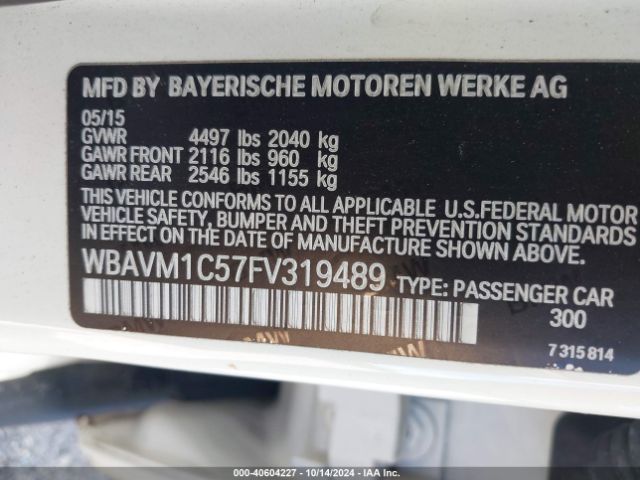 MFD BY BAYERISCHE MOTOREN WERKE AG
05/15
GVWR 4497 lbs 2040 kg
GAWR FRONT 2116 lbs 960 kg
GAWR REAR 2546 lbs 1155 kg
THIS VEHICLE CONFORMS TO ALL APPLICABLE U.S.FEDERAL MOTOR
VEHICLE SAFETY, BUMPER AND THEFT PREVENTION STANDARDS
IN EFFECT ON THE DATE OF MANUFACTURE SHOWN ABOVE.
WBAVM1C57FV319489 TYPE: PASSENGER CAR
300
7315814
000-40604227 - 10/14/2024 - IAA Inc.